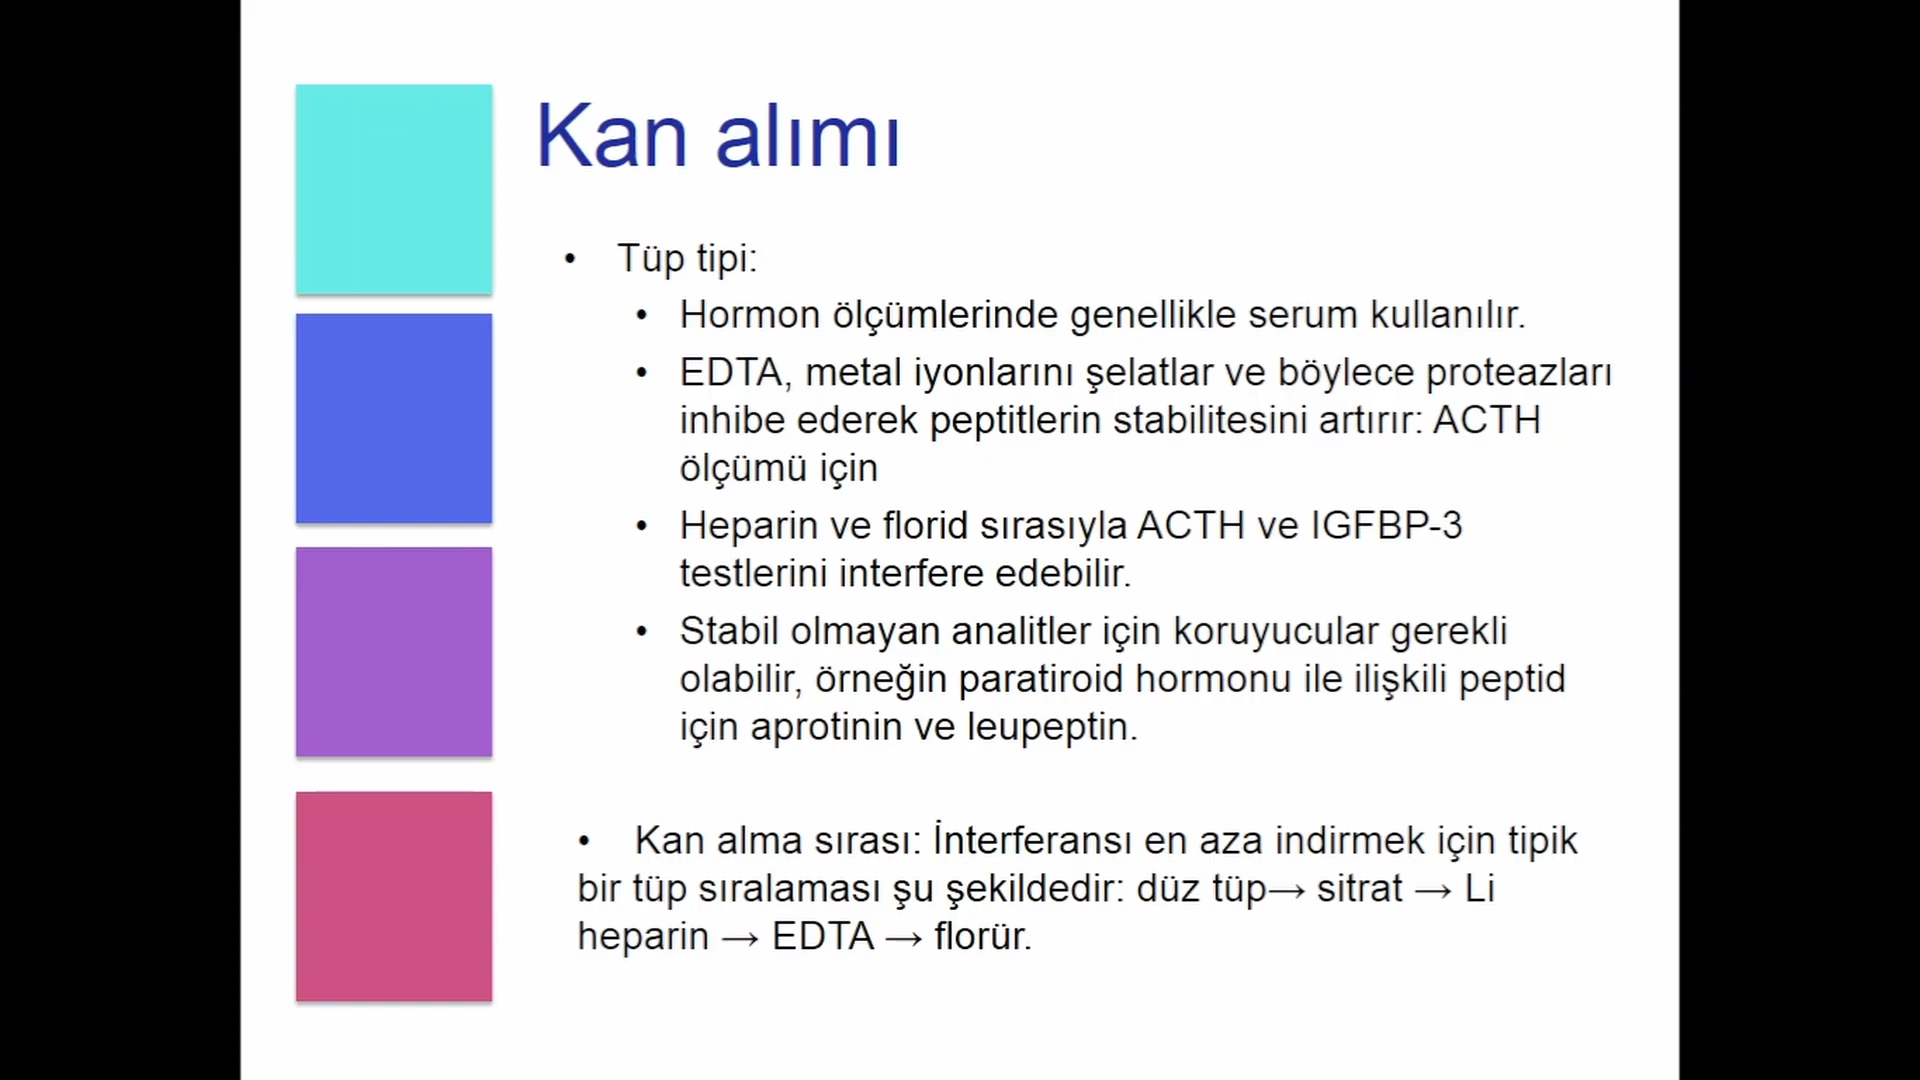 Kan alımı
• Tüp tipi:
• Hormon ölçümlerinde genellikle serum kullanılır.
• EDTA, metal iyonlarını şelatlar ve böylece proteazları
inhibe ederek peptitlerin stabilitesini artırır: ACTH
ölçümü için
• Heparin ve florid sırasıyla ACTH ve IGFBP-3
testlerini interfere edebilir.
• Stabil olmayan analitler için koruyucular gerekli
olabilir, örneğin paratiroid hormonu ile ilişkili peptid
için aprotinin ve leupeptin.
• Kan alma sırası: İnterferansı en aza indirmek için tipik
bir tüp sıralaması şu şekildedir: düz tüp→ sitrat → Li
heparin → EDTA → florür.